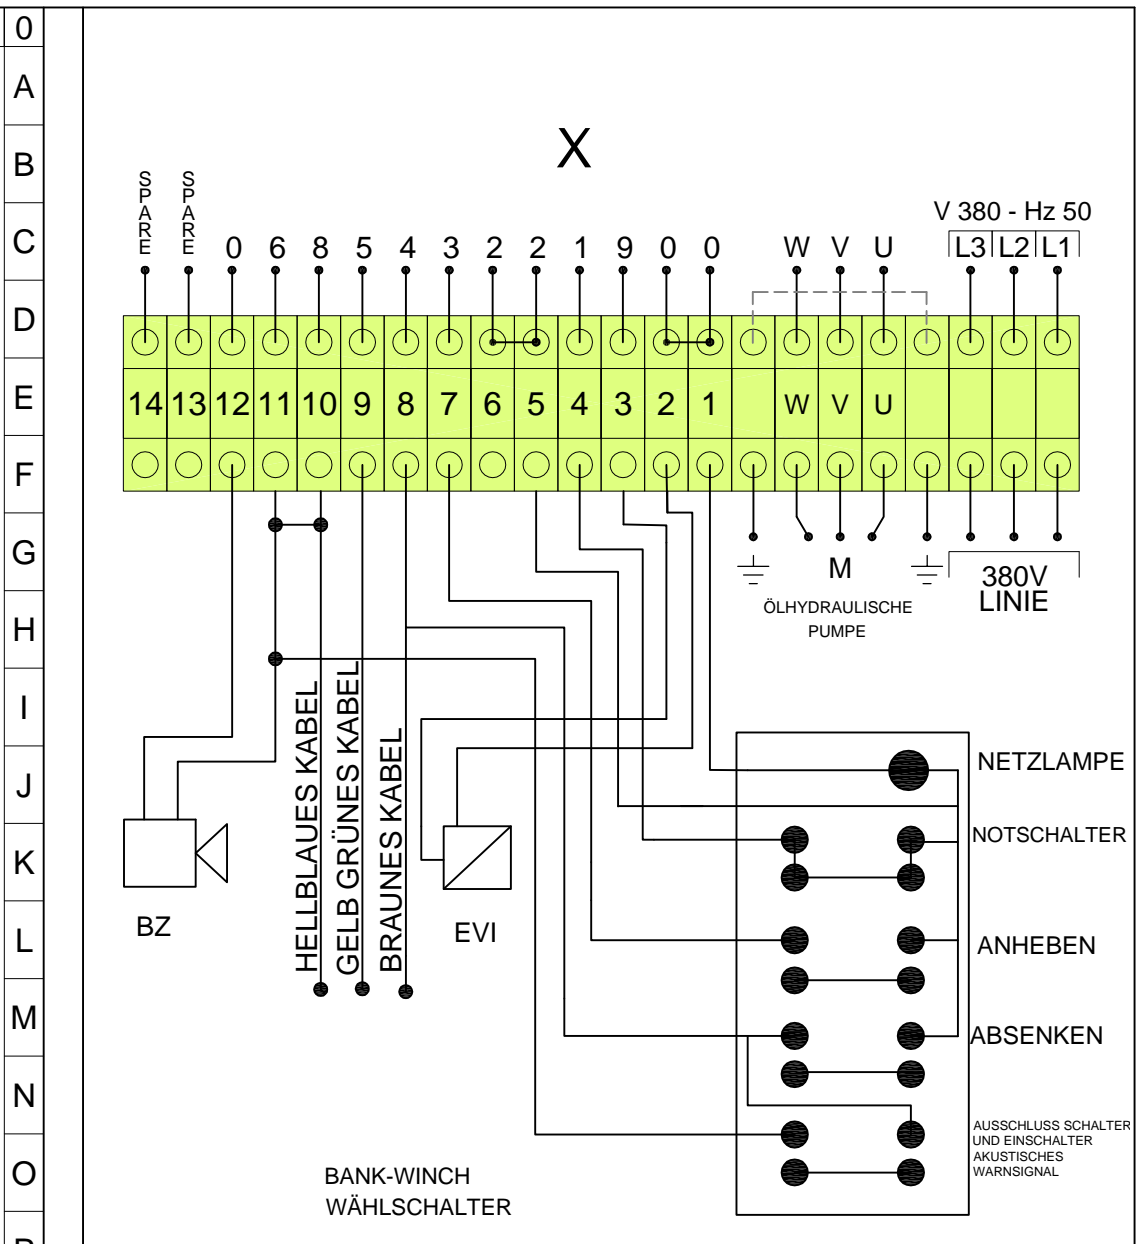 0
A
B
C
D
E
F
G
H
I
J
K
L
M
N
O
X
SPARE
SPARE
0 6 8 5 4 3 2 2 1 9 0 0
W V U
V 380 - Hz 50
L3 L2 L1
14 13 12 11 10 9 8 7 6 5 4 3 2 1
W V U
M
ÖLHYDRAULISCHE
PUMPE
380V
LINIE
HELLBLAUES KABEL
GELB GRÜNES KABEL
BRAUNES KABEL
BZ
EVI
NETZLAMPE
NOTSCHALTER
ANHEBEN
ABSENKEN
AUSSCHLUSS SCHALTER
UND EINSCHALTER
AKUSTISCHES
WARNSIGNAL
BANK-WINCH
WÄHLSCHALTER